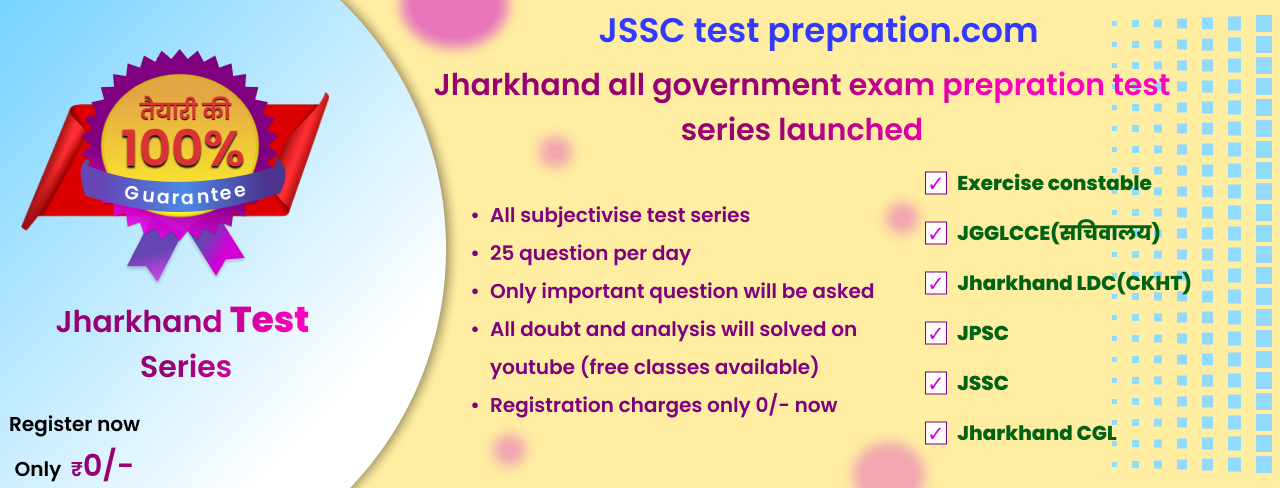 JSSC test prepration.com
Jharkhand all government exam prepration test
series launched
तैयारी की
100%
Guarantee
Jharkhand Test
Series
Register now
Only ₹0/-
• All subjectivise test series
• 25 question per day
• Only important question will be asked
• All doubt and analysis will solved on
youtube (free classes available)
• Registration charges only 0/- now
✓ Exercise constable
✓ JGGLCCE(सचिवालय)
✓ Jharkhand LDC(CKHT)
✓ JPSC
✓ JSSC
✓ Jharkhand CGL